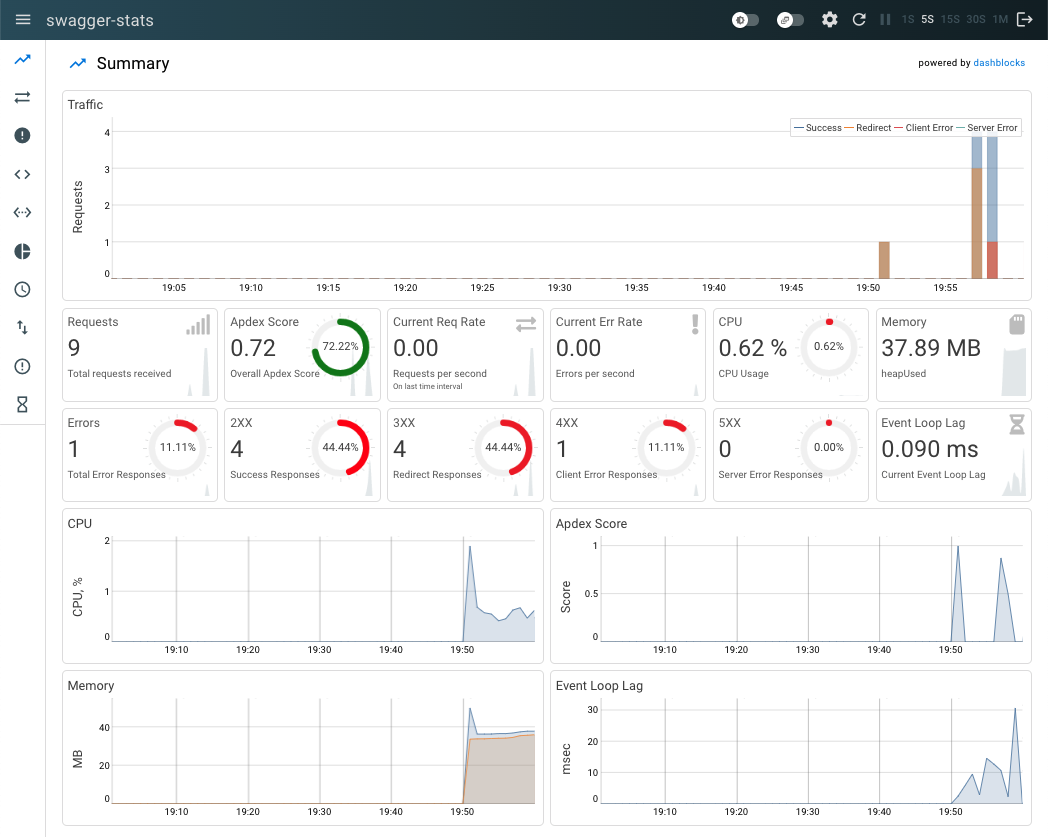 swagger-stats
1S 5S 15S 30S 1M
Summary
powered by dashblocks
Traffic
Success Redirect Client Error Server Error
Requests
4
3
2
1
0
19:05 19:10 19:15 19:20 19:25 19:30 19:35 19:40 19:45 19:50 19:55
Requests
9
Total requests received
Apdex Score
0.72
72.22%
Overall Apdex Score
Current Req Rate
0.00
Requests per second
On last time interval
Current Err Rate
0.00
Errors per second
CPU
0.62 %
0.62%
CPU Usage
Memory
37.89 MB
heapUsed
Errors
1
11.11%
Total Error Responses
2XX
4
44.44%
Success Responses
3XX
4
44.44%
Redirect Responses
4XX
1
11.11%
Client Error Responses
5XX
0
0.00%
Server Error Responses
Event Loop Lag
0.090 ms
Current Event Loop Lag
CPU
CPU, %
2
1
0
19:10 19:20 19:30 19:40 19:50
Apdex Score
Score
1
0.5
0
19:10 19:20 19:30 19:40 19:50
Memory
MB
40
20
0
19:10 19:20 19:30 19:40 19:50
Event Loop Lag
msec
30
20
10
0
19:10 19:20 19:30 19:40 19:50